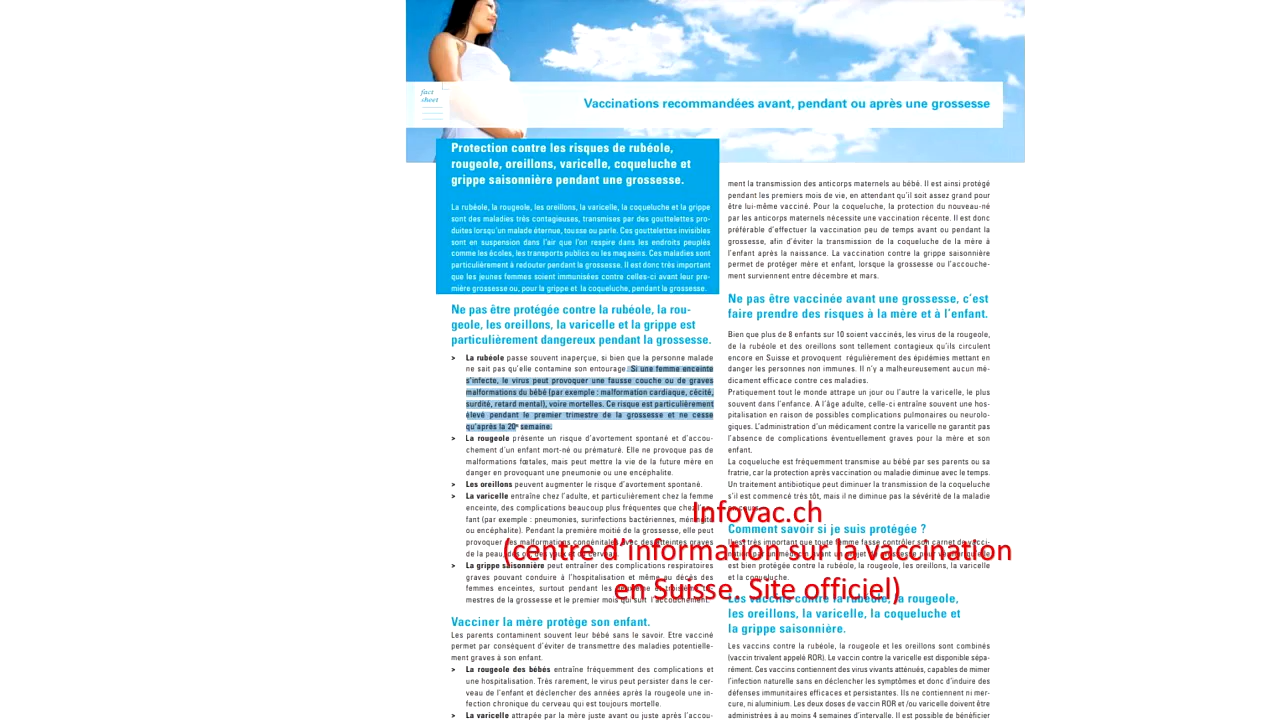 fact
sheet
Vaccinations recommandées avant, pendant ou après une grossesse
Protection contre les risques de rubéole,
rougeole, oreillons, varicelle, coqueluche et
grippe saisonnière pendant une grossesse.
La rubéole, la rougeole, les oreillons, la varicelle, la coqueluche et la grippe
sont des maladies très contagieuses, transmises par des gouttelettes pro-
duites lorsqu'un malade éternue, tousse ou parle. Ces gouttelettes invisibles
sont en suspension dans l'air que l'on respire dans les endroits peuplés
comme les écoles, les transports publics ou les magasins. Ces maladies sont
particulièrement à redouter pendant la grossesse. Il est donc très important
que les jeunes femmes soient immunisées contre celles-ci avant leur pre-
mière grossesse ou, pour la grippe et la coqueluche, pendant la grossesse.
Ne pas être protégée contre la rubéole, la rou-
geole, les oreillons, la varicelle et la grippe est
particulièrement dangereux pendant la grossesse.
> La rubéole passe souvent inaperçue, si bien que la personne malade
ne sait pas qu'elle contamine son entourage. Si une femme enceinte
s'infecte, le virus peut provoquer une fausse couche ou de graves
malformations du bébé (par exemple : malformation cardiaque, cécité,
surdité, retard mental), voire mortelles. Ce risque est particulièrement
élevé pendant le premier trimestre de la grossesse et ne cesse
qu'après la 20e semaine.
> La rougeole présente un risque d'avortement spontané et d'accou-
chement d'un enfant mort-né ou prématuré. Elle ne provoque pas de
malformations fœtales, mais peut mettre la vie de la future mère en
danger en provoquant une pneumonie ou une encéphalite.
> Les oreillons peuvent augmenter le risque d'avortement spontané.
> La varicelle entraîne chez l'adulte, et particulièrement chez la femme
enceinte, des complications beaucoup plus fréquentes que chez l'en-
fant (par exemple : pneumonies, surinfections bactériennes, méningite
ou encéphalite). Pendant la première moitié de la grossesse, elle peut
provoquer des malformations congénitales avec des atteintes graves
de la peau, des os, des yeux et du cerveau.
> La grippe saisonnière peut entraîner des complications respiratoires
graves pouvant conduire à l'hospitalisation et même au décès des
femmes enceintes, surtout pendant les deuxième et troisième tri-
mestres de la grossesse et le premier mois qui suit l'accouchement.
Vacciner la mère protège son enfant.
Les parents contaminent souvent leur bébé sans le savoir. Etre vacciné
permet par conséquent d'éviter de transmettre des maladies potentielle-
ment graves à son enfant.
> La rougeole des bébés entraîne fréquemment des complications et
une hospitalisation. Très rarement, le virus peut persister dans le cer-
veau de l'enfant et déclencher des années après la rougeole une in-
fection chronique du cerveau qui est toujours mortelle.
> La varicelle attrapée par la mère juste avant ou juste après l'accou-
ment la transmission des anticorps maternels au bébé. Il est ainsi protégé
pendant les premiers mois de vie, en attendant qu'il soit assez grand pour
être lui-même vacciné. Pour la coqueluche, la protection du nouveau-né
par les anticorps maternels nécessite une vaccination récente. Il est donc
préférable d'effectuer la vaccination peu de temps avant ou pendant la
grossesse, afin d'éviter la transmission de la coqueluche de la mère à
l'enfant après la naissance. La vaccination contre la grippe saisonnière
permet de protéger mère et enfant, lorsque la grossesse ou l'accouche-
ment surviennent entre décembre et mars.
Ne pas être vaccinée avant une grossesse, c'est
faire prendre des risques à la mère et à l'enfant.
Bien que plus de 8 enfants sur 10 soient vaccinés, les virus de la rougeole,
de la rubéole et des oreillons sont tellement contagieux qu'ils circulent
encore en Suisse et provoquent régulièrement des épidémies mettant en
danger les personnes non immunes. Il n'y a malheureusement aucun mé-
dicament efficace contre ces maladies.
Pratiquement tout le monde attrape un jour ou l'autre la varicelle, le plus
souvent dans l'enfance. A l'âge adulte, celle-ci entraîne souvent une hos-
pitalisation en raison de possibles complications pulmonaires ou neurolo-
giques. L'administration d'un médicament contre la varicelle ne garantit pas
l'absence de complications éventuellement graves pour la mère et son
enfant.
La coqueluche est fréquemment transmise au bébé par ses parents ou sa
fratrie, car la protection après vaccination ou maladie diminue avec le temps.
Un traitement antibiotique peut diminuer la transmission de la coqueluche
s'il est commencé très tôt, mais il ne diminue pas la sévérité de la maladie
Infovac.ch
(centre d'information sur la vaccination
en Suisse. Site officiel)
Comment savoir si je suis protégée ?
Il est très important que toute femme fasse contrôler son carnet de vacci-
est bien protégée contre la rubéole, la rougeole, les oreillons, la varicelle
et la coqueluche.
Les vaccins contre la rubéole, la rougeole,
les oreillons, la varicelle, la coqueluche et
la grippe saisonnière.
Les vaccins contre la rubéole, la rougeole et les oreillons sont combinés
(vaccin trivalent appelé ROR). Le vaccin contre la varicelle est disponible sépa-
rément. Ces vaccins contiennent des virus vivants atténués, capables de mimer
l'infection naturelle sans en déclencher les symptômes et donc d'induire des
défenses immunitaires efficaces et persistantes. Ils ne contiennent ni mer-
cure, ni aluminium. Les deux doses de vaccin ROR et /ou varicelle doivent être
administrées à au moins 4 semaines d'intervalle. Il est possible de bénéficier